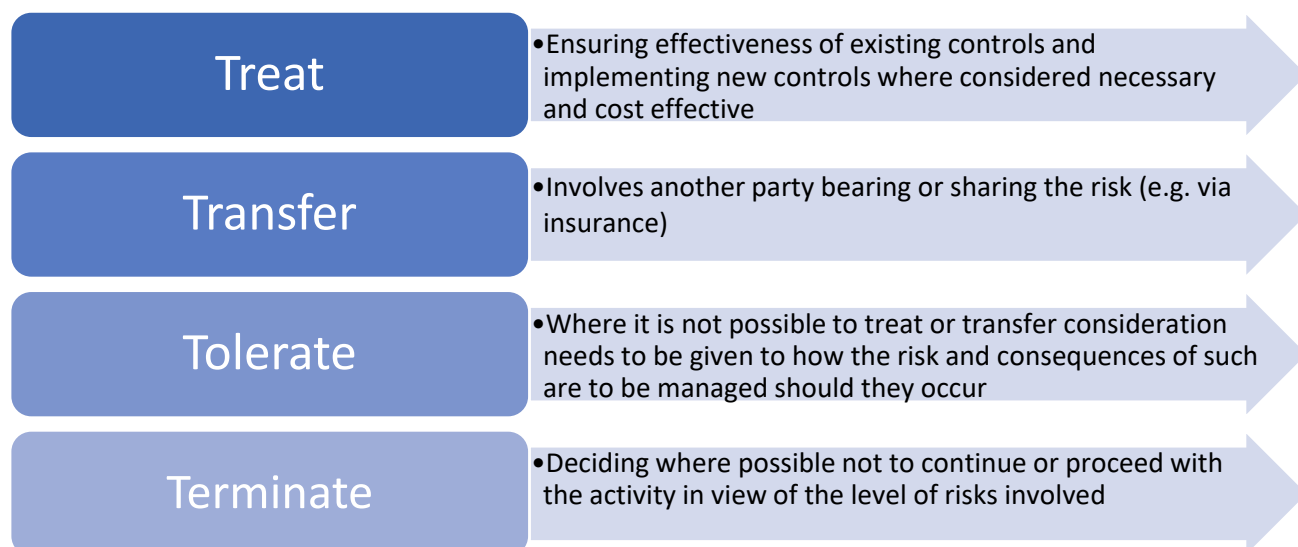 Treat
•Ensuring effectiveness of existing controls and
implementing new controls where considered necessary
and cost effective
Transfer
•Involves another party bearing or sharing the risk (e.g. via
insurance)
Tolerate
•Where it is not possible to treat or transfer consideration
needs to be given to how the risk and consequences of such
are to be managed should they occur
Terminate
•Deciding where possible not to continue or proceed with
the activity in view of the level of risks involved